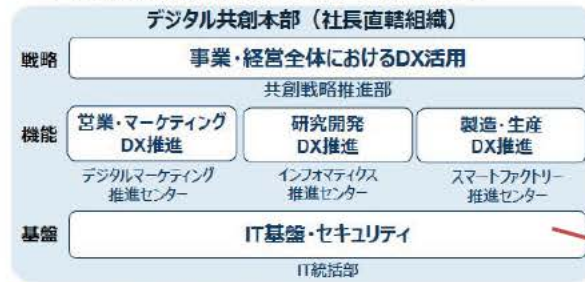 デジタル共創本部（社長直轄組織）
戦略
事業・経営全体におけるDX活用
共創戦略推進部
機能
営業・マーケティング
DX推進
研究開発
DX推進
製造・生産
DX推進
デジタルマーケティング
推進センター
インフォマティクス
推進センター
スマートファクトリー
推進センター
基盤
IT基盤・セキュリティ
IT統括部